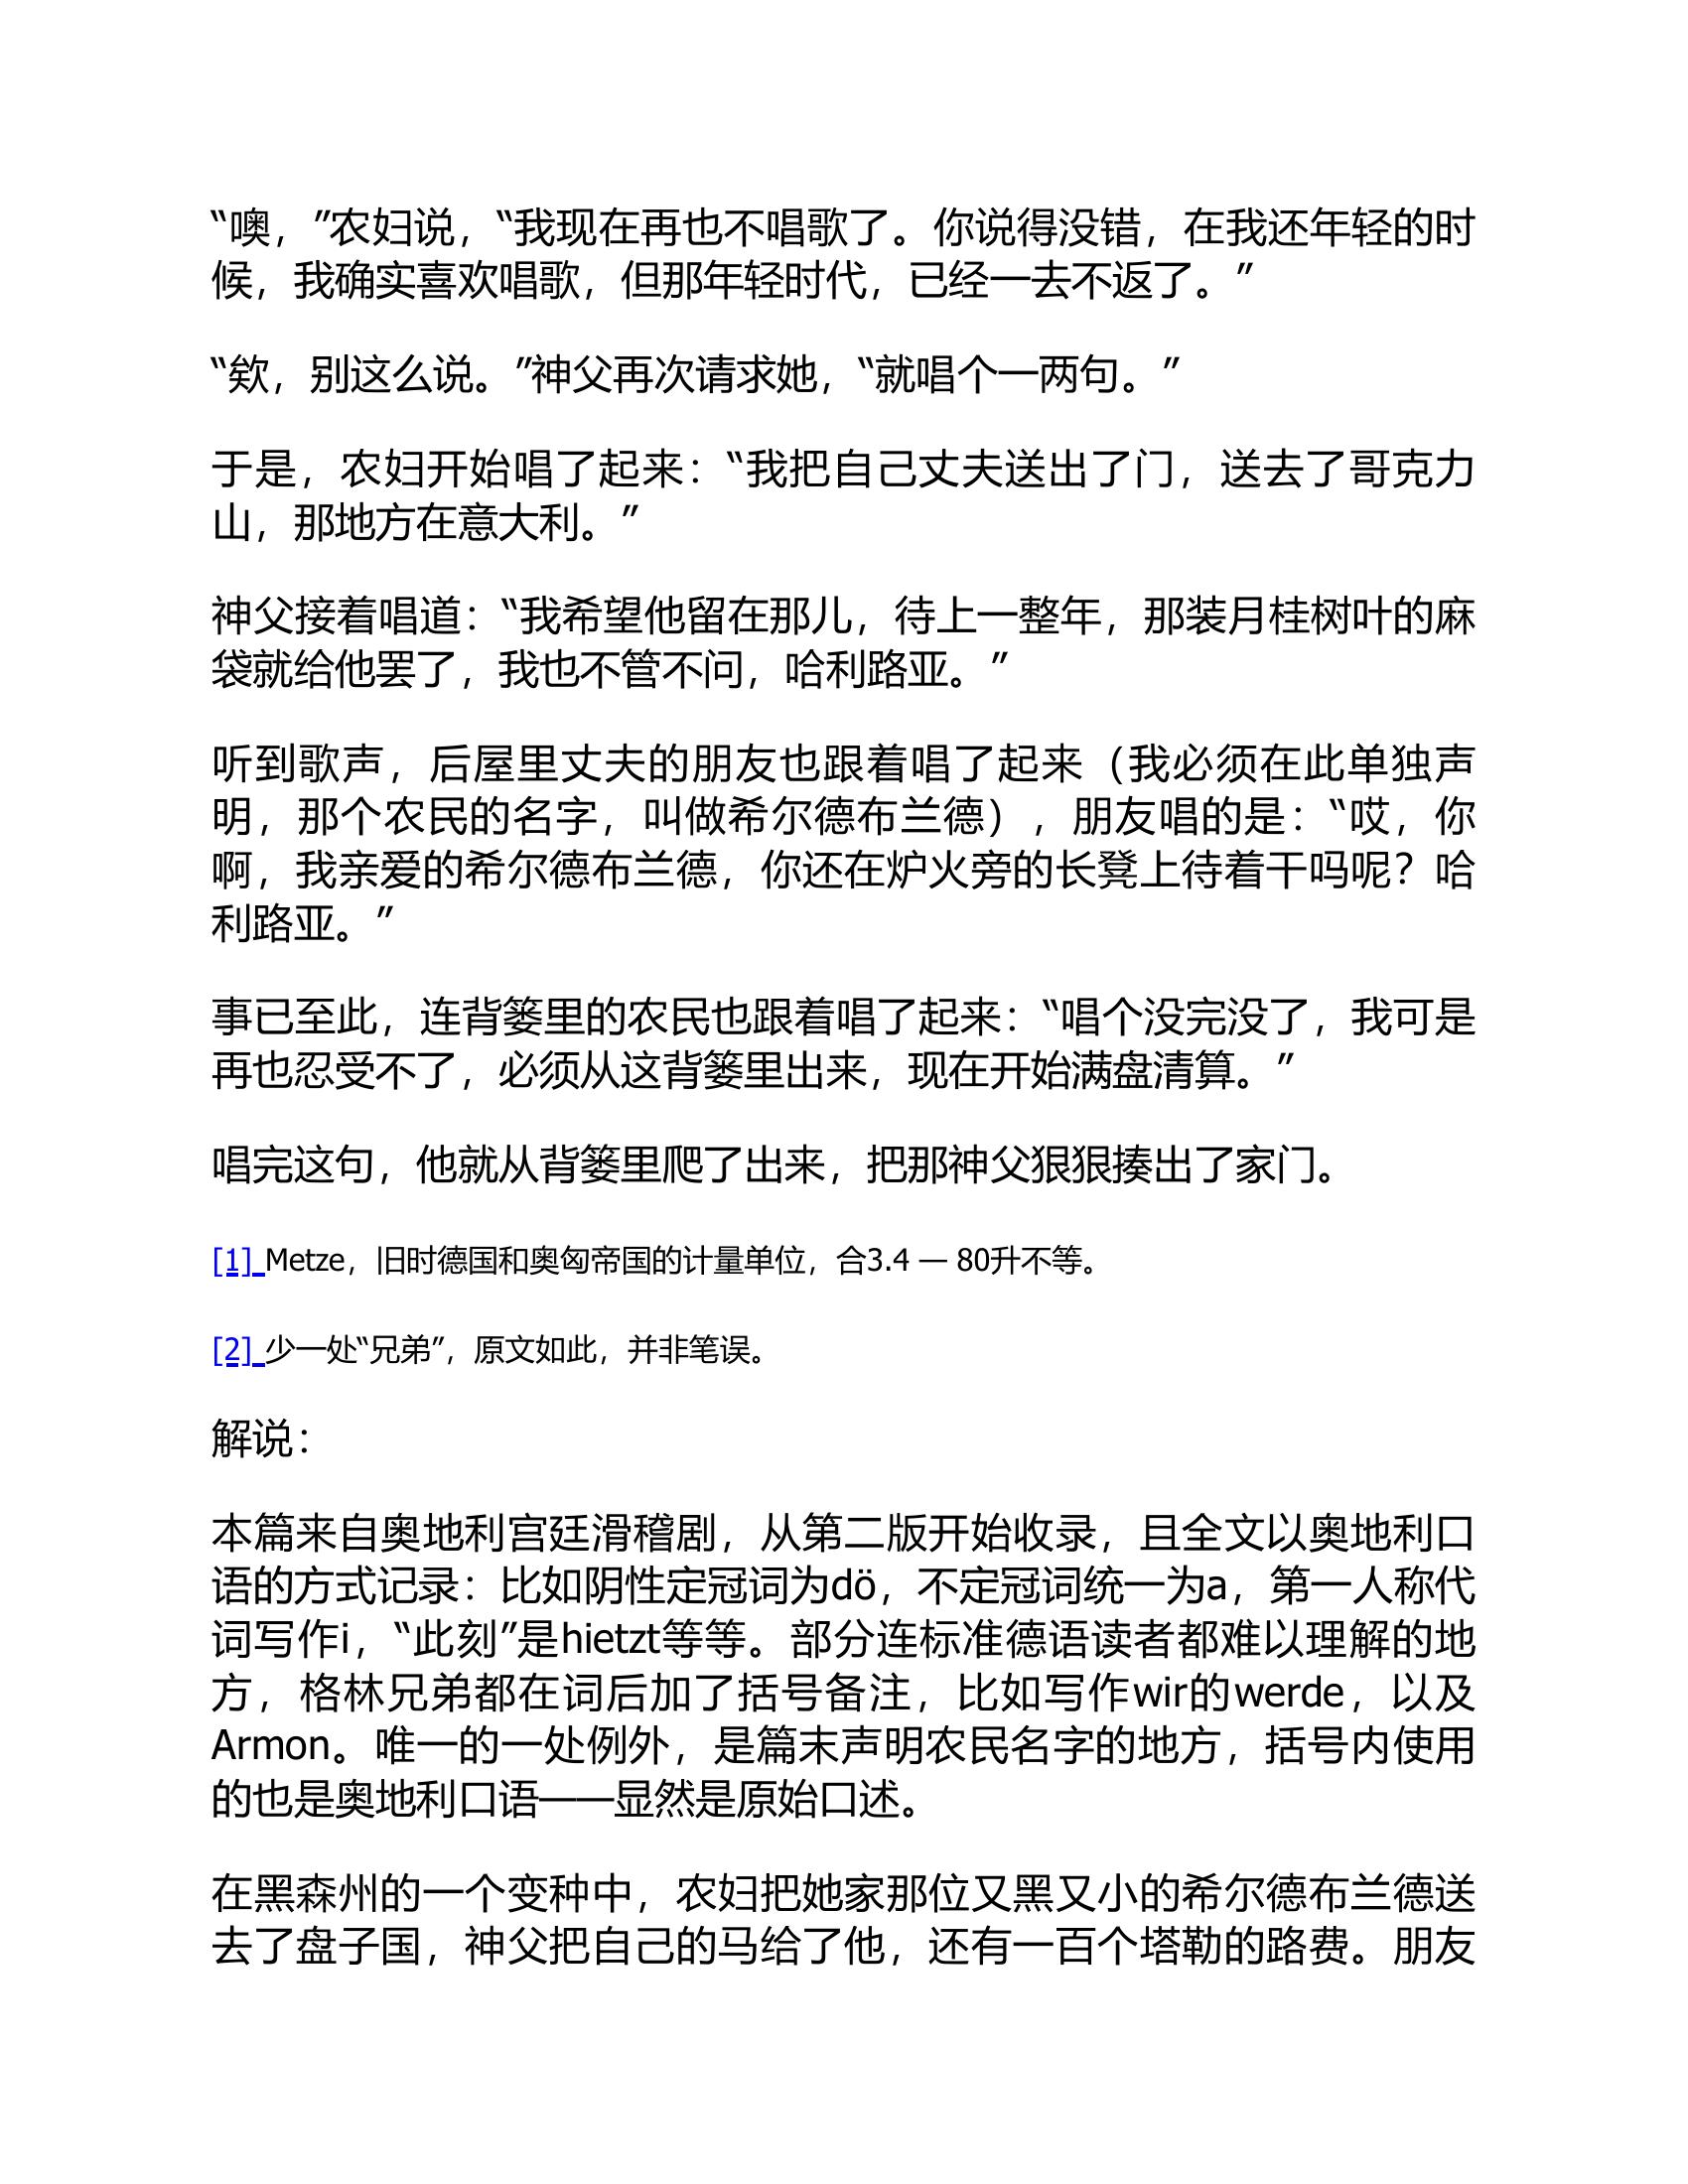 “噢，”农妇说，“我现在再也不唱歌了。你说得没错，在我还年轻的时
候，我确实喜欢唱歌，但那年轻时代，已经一去不返了。”
“欸，别这么说。”神父再次请求她，“就唱个一两句。”
于是，农妇开始唱了起来：“我把自己丈夫送出了门，送去了哥克力
山，那地方在意大利。”
神父接着唱道：“我希望他留在那儿，待上一整年，那装月桂树叶的麻
袋就给他罢了，我也不管不问，哈利路亚。”
听到歌声，后屋里丈夫的朋友也跟着唱了起来（我必须在此单独声
明，那个农民的名字，叫做希尔德布兰德），朋友唱的是：“哎，你
啊，我亲爱的希尔德布兰德，你还在炉火旁的长凳上待着干吗呢？哈
利路亚。”
事已至此，连背篓里的农民也跟着唱了起来：“唱个没完没了，我可是
再也忍受不了，必须从这背篓里出来，现在开始满盘清算。”
唱完这句，他就从背篓里爬了出来，把那神父狠狠揍出了家门。
[1] Metze，旧时德国和奥匈帝国的计量单位，合3.4 — 80升不等。
[2] 少一处“兄弟”，原文如此，并非笔误。
解说：
本篇来自奥地利宫廷滑稽剧，从第二版开始收录，且全文以奥地利口
语的方式记录：比如阴性定冠词为dö，不定冠词统一为a，第一人称代
词写作i，“此刻”是hietzt等等。部分连标准德语读者都难以理解的地
方，格林兄弟都在词后加了括号备注，比如写作wir的werde，以及
Armon。唯一的一处例外，是篇末声明农民名字的地方，括号内使用
的也是奥地利口语——显然是原始口述。
在黑森州的一个变种中，农妇把她家那位又黑又小的希尔德布兰德送
去了盘子国，神父把自己的马给了他，还有一百个塔勒的路费。朋友